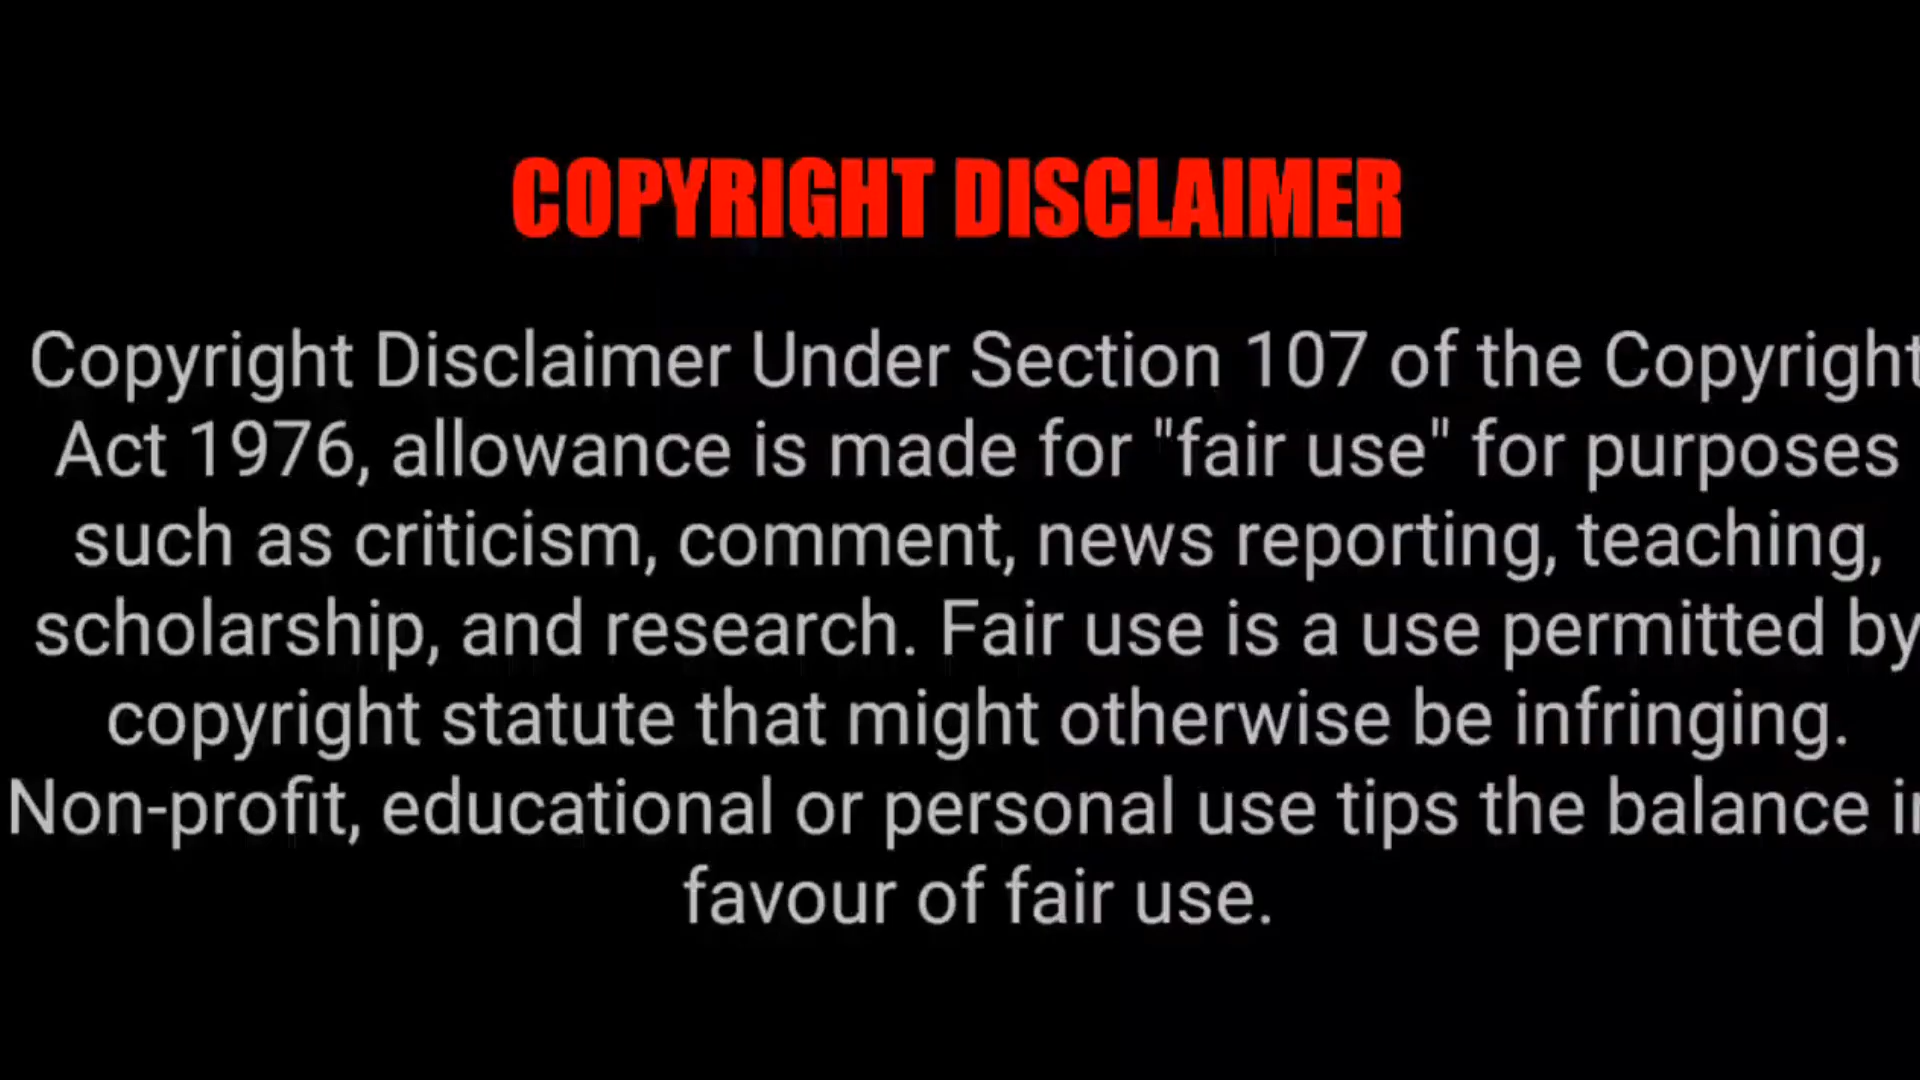 COPYRIGHT DISCLAIMER
Copyright Disclaimer Under Section 107 of the Copyright
Act 1976, allowance is made for "fair use" for purposes
such as criticism, comment, news reporting, teaching,
scholarship, and research. Fair use is a use permitted by
copyright statute that might otherwise be infringing.
Non-profit, educational or personal use tips the balance in
favour of fair use.